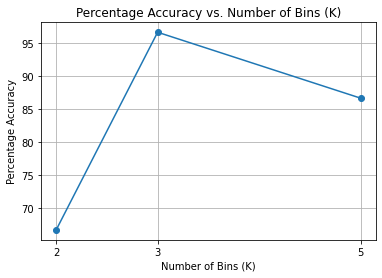 Percentage Accuracy vs. Number of Bins (K)
Percentage Accuracy
95
90
85
80
75
70
2 3 5
Number of Bins (K)